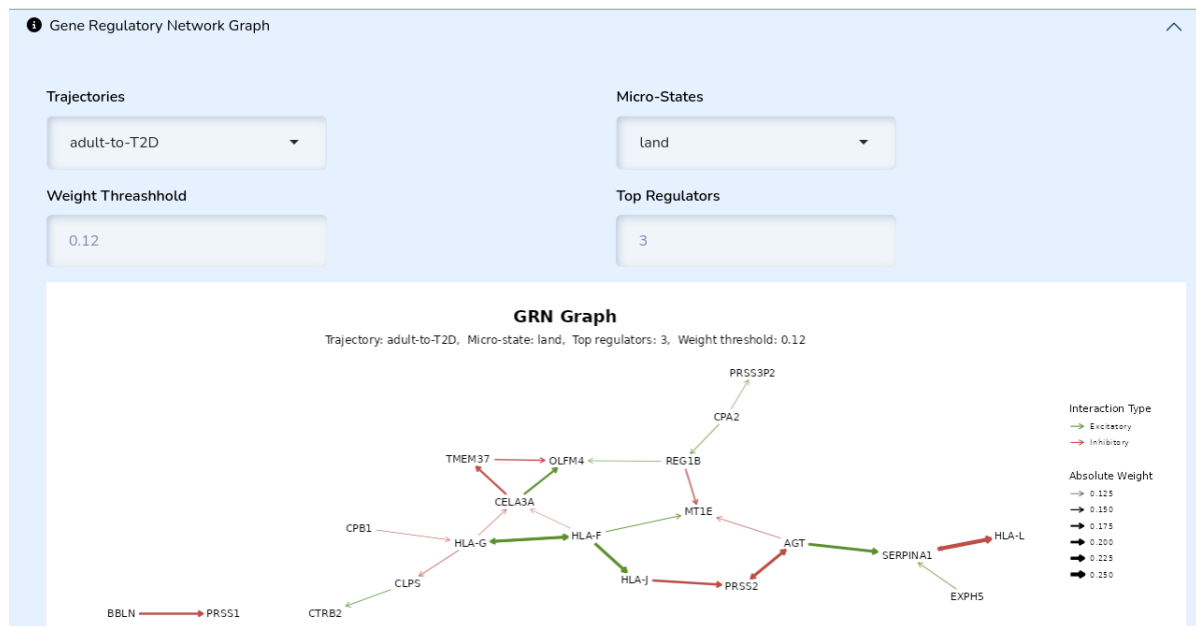 Gene Regulatory Network Graph
Trajectories
Micro-States
adult-to-T2D
land
Weight Threashhold
Top Regulators
0.12
3
GRN Graph
Trajectory: adult-to-T2D, Micro-state: land, Top regulators: 3, Weight threshold: 0.12
PRSS3P2
CPA2
Interaction Type
Excitatory
Inhibitory
TMEM37
OLFM4
REG1B
Absolute Weight
0.125
0.150
0.175
0.200
0.225
0.250
CELA3A
MT1E
CPB1
HLA-G
HLA-F
AGT
HLA-L
SERPINA1
CLPS
HLA-J
PRSS2
EXPH5
BBLN
PRSS1
CTRB2